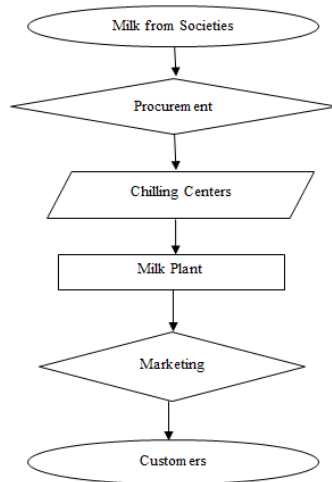 Milk from Societies
Procurement
Chilling Centers
Milk Plant
Marketing
Customers